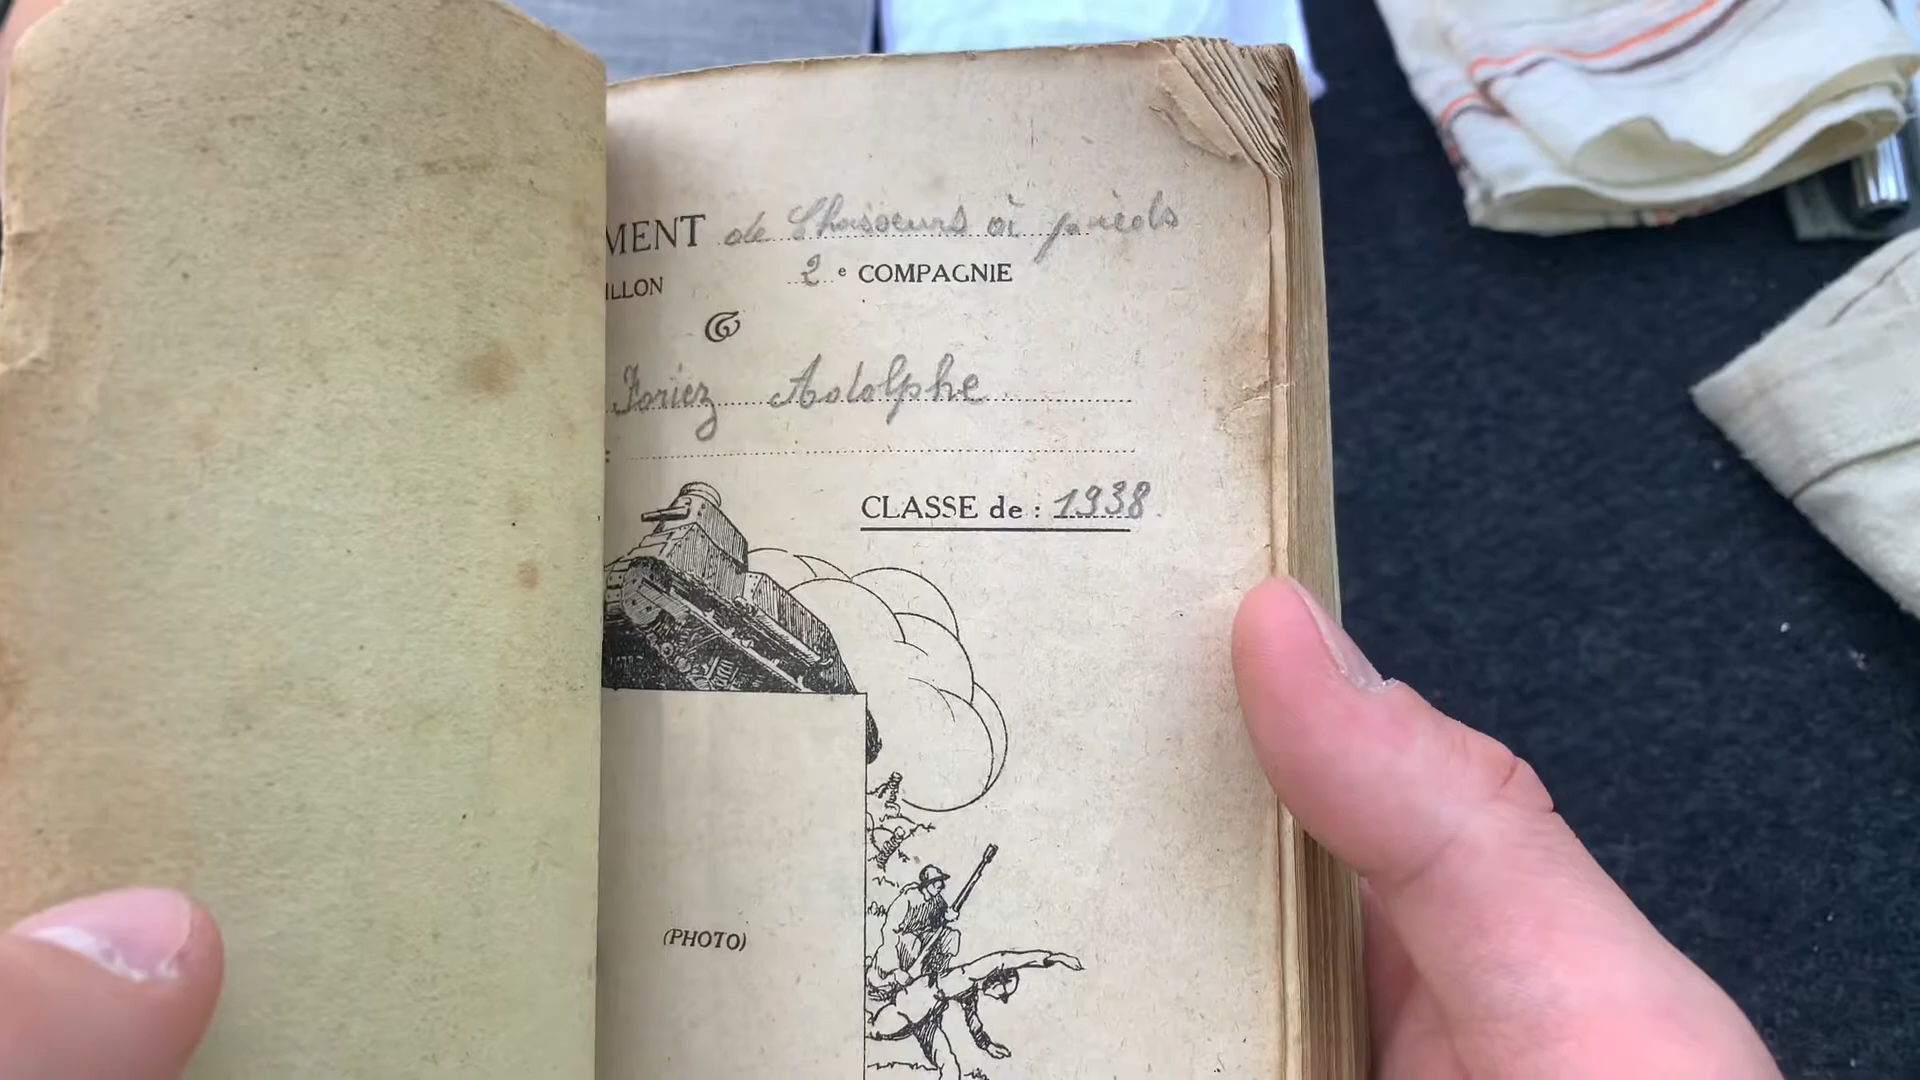 MENT de Chasseurs à pieds
ILLON 2 e COMPAGNIE
Foriez Adolphe
:
CLASSE de : 1938
(PHOTO)